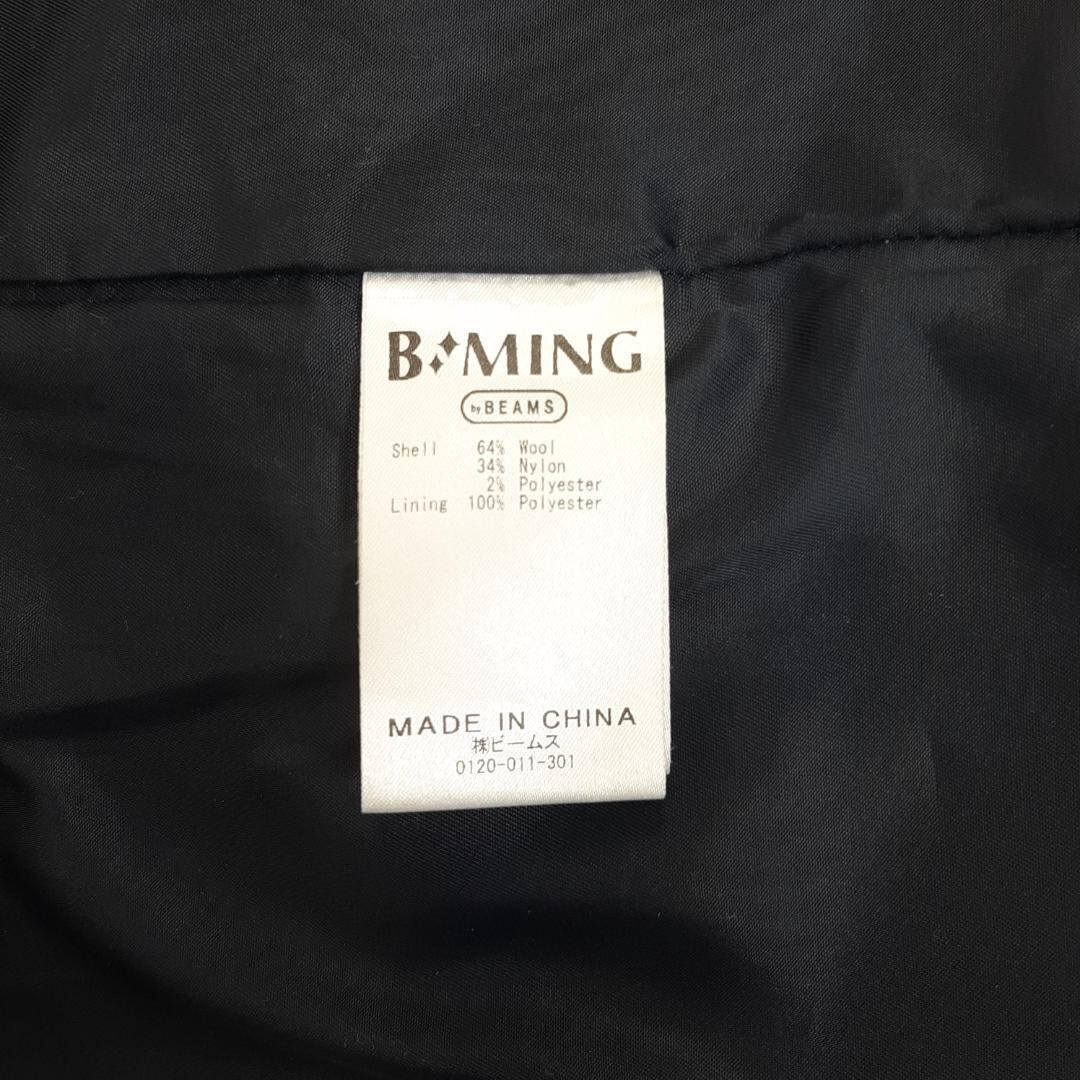 B MING
by BEAMS
Shell 64% Wool
34% Nylon
2% Polyester
Lining 100% Polyester
MADE IN CHINA
㈱ビームス
0120-011-301